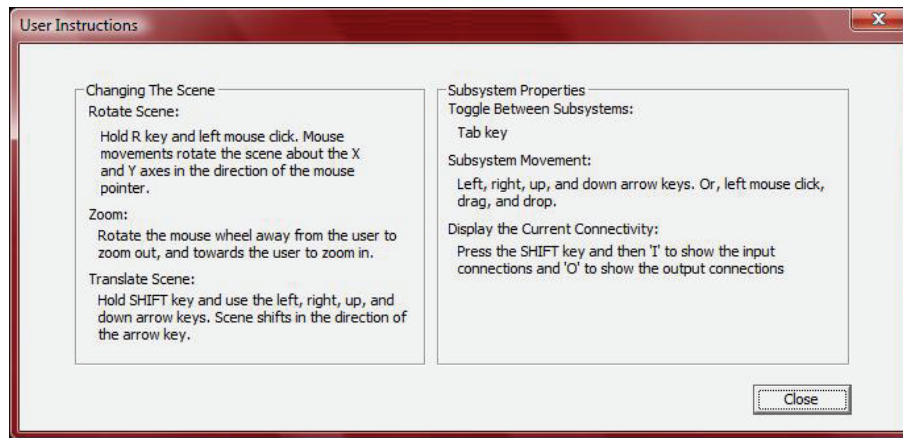 User Instructions
Changing The Scene
Rotate Scene:
Hold R key and left mouse click. Mouse
movements rotate the scene about the X
and Y axes in the direction of the mouse
pointer.
Zoom:
Rotate the mouse wheel away from the user to
zoom out, and towards the user to zoom in.
Translate Scene:
Hold SHIFT key and use the left, right, up, and
down arrow keys. Scene shifts in the direction of
the arrow key.
Subsystem Properties
Toggle Between Subsystems:
Tab key
Subsystem Movement:
Left, right, up, and down arrow keys. Or, left mouse click,
drag, and drop.
Display the Current Connectivity:
Press the SHIFT key and then 'I' to show the input
connections and 'O' to show the output connections
Close